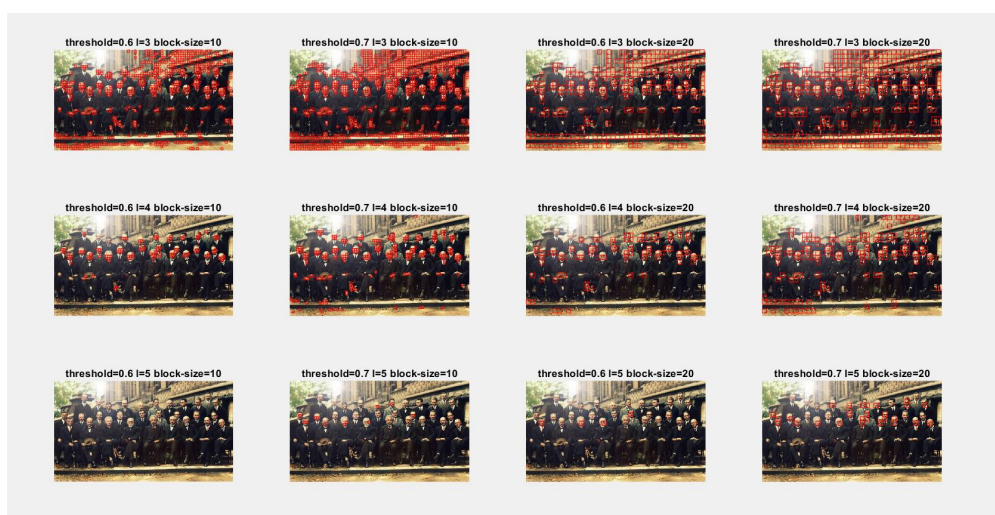 threshold=0.6 l=3 block-size=10
threshold=0.7 l=3 block-size=10
threshold=0.6 l=3 block-size=20
threshold=0.7 l=3 block-size=20
threshold=0.6 l=4 block-size=10
threshold=0.7 l=4 block-size=10
threshold=0.6 l=4 block-size=20
threshold=0.7 l=4 block-size=20
threshold=0.6 l=5 block-size=10
threshold=0.7 l=5 block-size=10
threshold=0.6 l=5 block-size=20
threshold=0.7 l=5 block-size=20